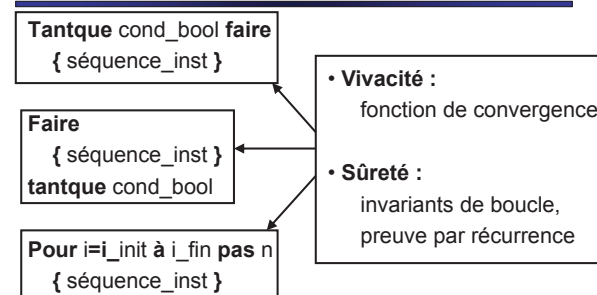 Tantque cond_bool faire
{ séquence_inst }
Faire
{ séquence_inst }
tantque cond_bool
Pour i=i_init à i_fin pas n
{ séquence_inst }
• Vivacité :
fonction de convergence
• Sûreté :
invariants de boucle,
preuve par récurrence